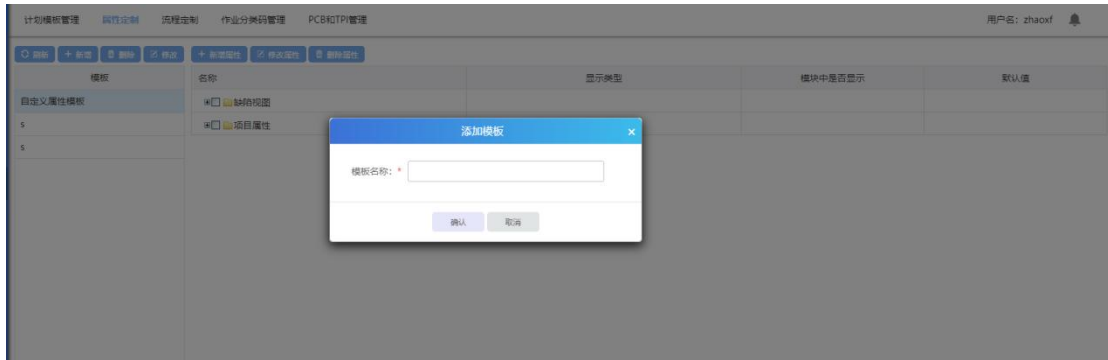 计划模板管理 属性定制 流程定制 作业分类码管理 PCB和TPI管理 用户名: zhaoxf
刷新 新增 删除 修改 新增属性 修改属性 删除属性
模板 名称 显示类型 模块中是否显示 默认值
自定义属性模板 缺陷视图
s 项目属性
s
添加模板 ×
模板名称: *
确认 取消